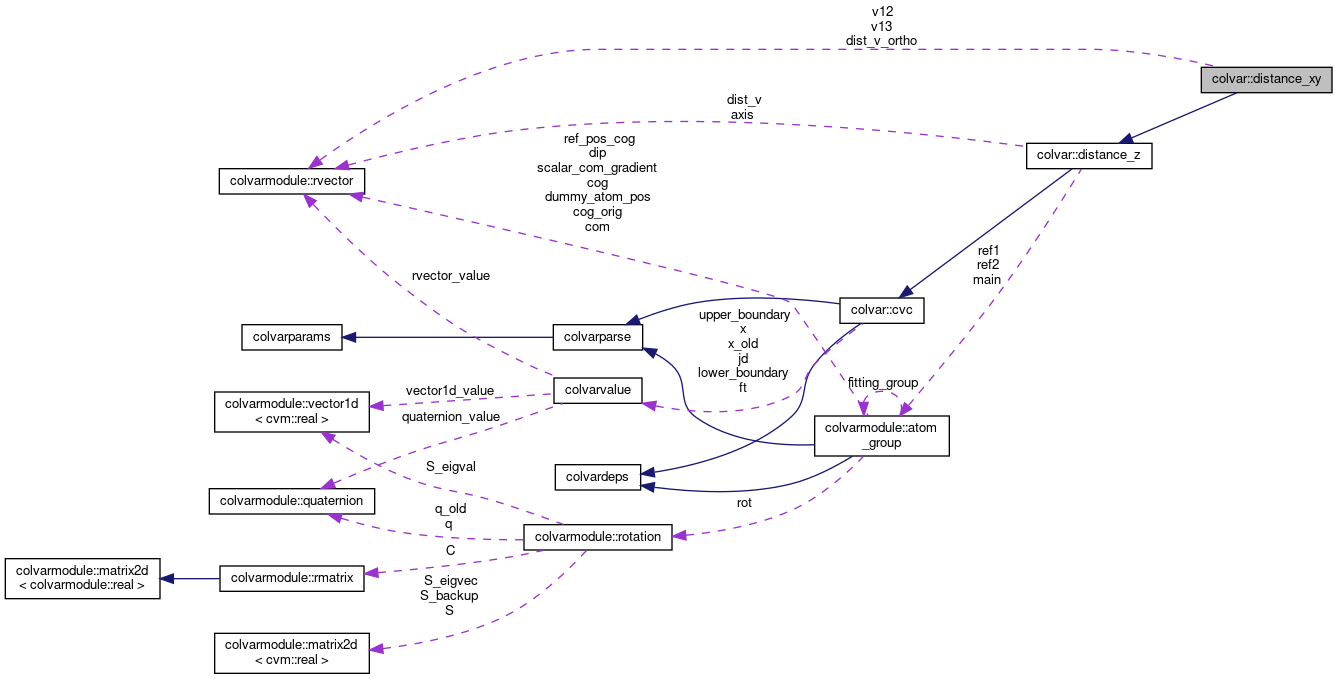 v12
v13
dist_v_ortho
colvar::distance_xy
dist_v
axis
colvar::distance_z
ref_pos_cog
dip
scalar_com_gradient
cog
dummy_atom_pos
cog_orig
com
colvarmodule::rvector
ref1
ref2
main
rvector_value
colvar::cvc
upper_boundary
x
x_old
jd
lower_boundary
ft
colvarparams
colvarparse
fitting_group
colvarvalue
vector1d_value
colvarmodule::vector1d
< cvm::real >
quaternion_value
colvarmodule::atom
_group
S_eigval
colvardeps
colvarmodule::quaternion
rot
q_old
q
colvarmodule::rotation
C
colvarmodule::matrix2d
< colvarmodule::real >
colvarmodule::rmatrix
S_eigvec
S_backup
S
colvarmodule::matrix2d
< cvm::real >